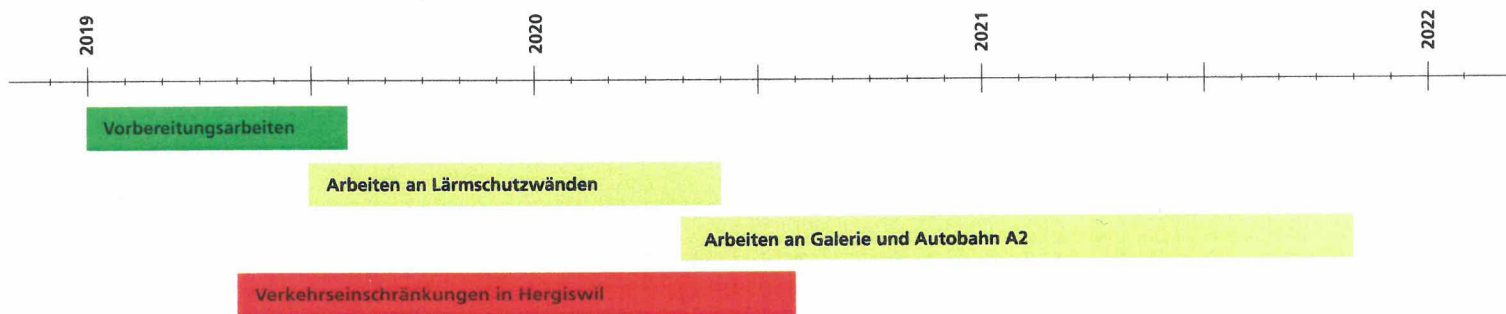 2019
2020
2021
2022
Vorbereitungsarbeiten
Arbeiten an Lärmschutzwänden
Arbeiten an Galerie und Autobahn A2
Verkehrseinschränkungen in Hergiswil